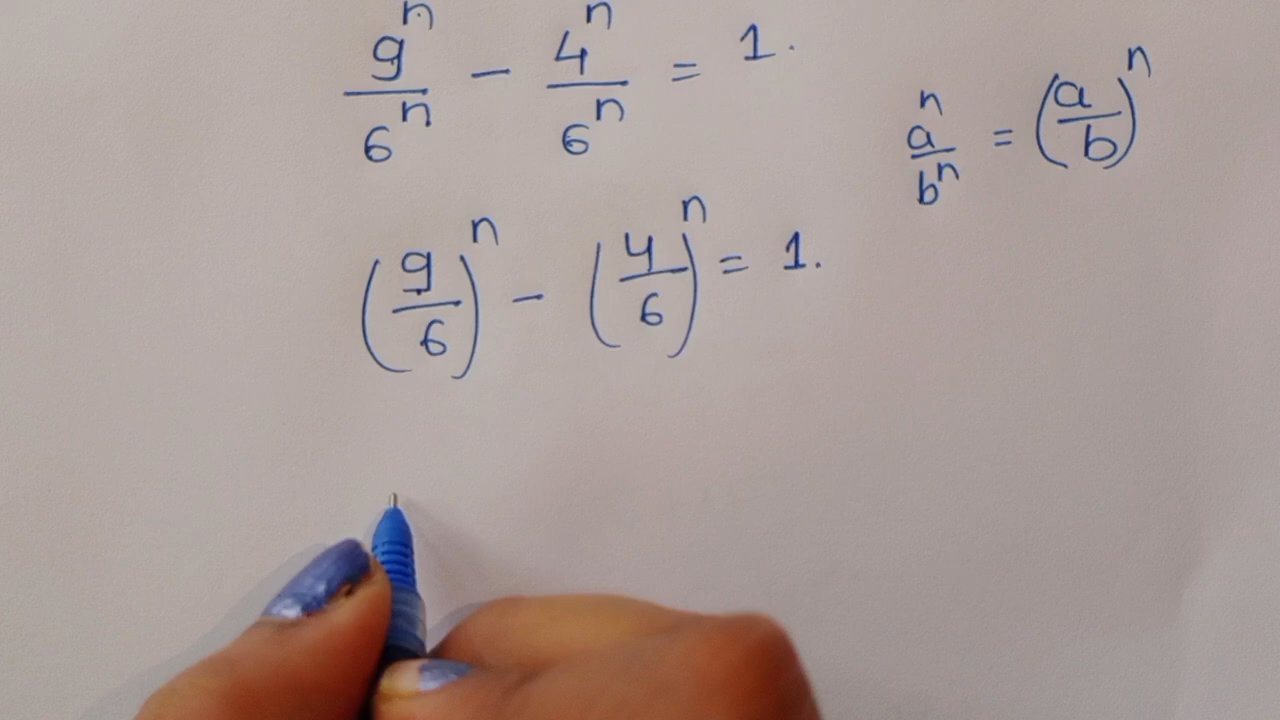 9^n/6^n - 4^n/6^n = 1.
a^n/b^n = (a/b)^n
(9/6)^n - (4/6)^n = 1.